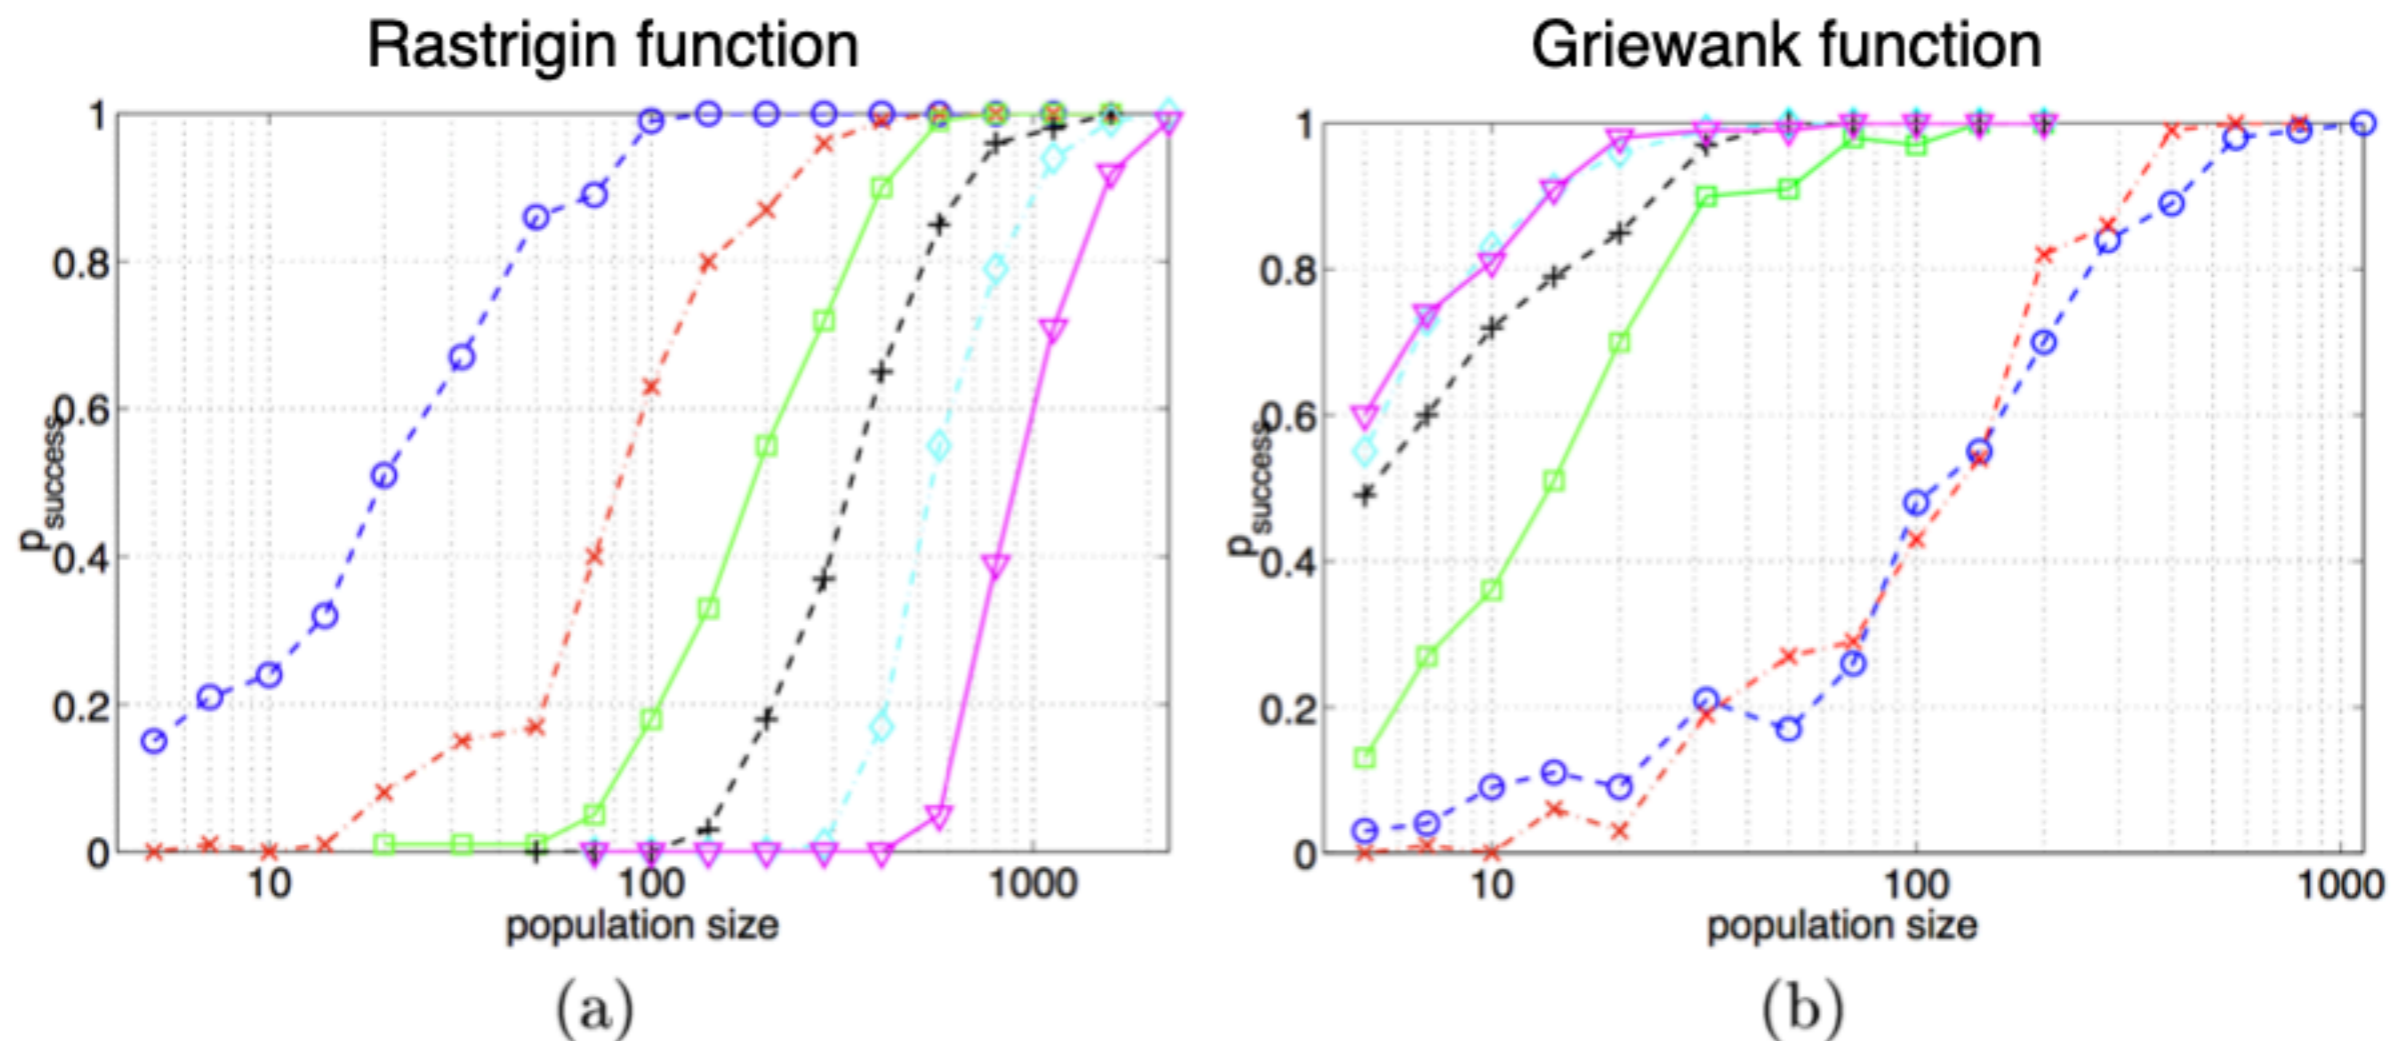 Rastrigin function
1
0.8
0.6
0.4
0.2
0
p_success
10 100 1000
population size
(a)
Griewank function
1
0.8
0.6
0.4
0.2
0
p_success
10 100 1000
population size
(b)